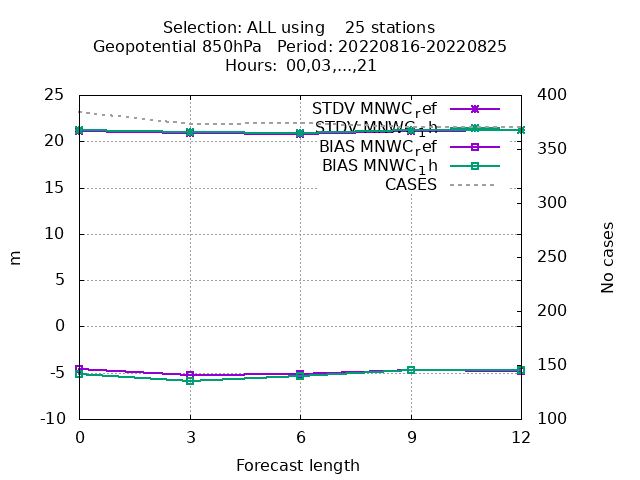 Selection: ALL using 25 stations
Geopotential 850hPa Period: 20220816-20220825
Hours: 00,03,...,21
25 400
STDV MNWC_ref
STDV MNWC_1h
20 350
BIAS MNWC_ref
BIAS MNWC_1h
CASES
15 300
10 250
m No cases
5 200
0
-5 150
-10 100
0 3 6 9 12
Forecast length